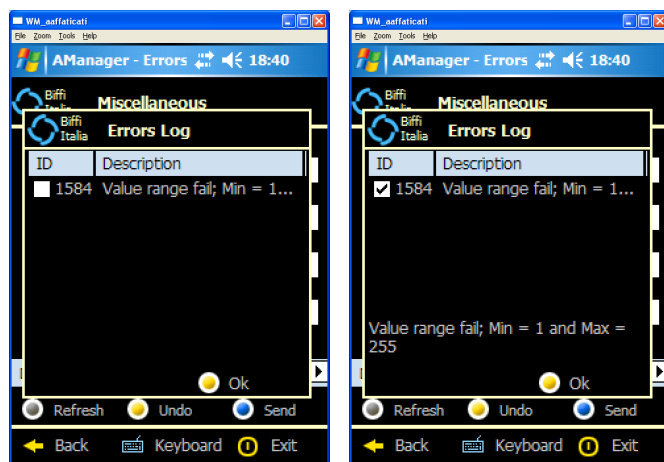 WM_aaffaticati
File Zoom Tools Help
AManager - Errors 18:40
Biffi
Miscellaneous
Biffi
Italia
Errors Log
ID Description
1584 Value range fail; Min = 1...
Ok
Refresh Undo Send
Back Keyboard Exit
WM_aaffaticati
File Zoom Tools Help
AManager - Errors 18:40
Biffi
Miscellaneous
Biffi
Italia
Errors Log
ID Description
1584 Value range fail; Min = 1...
Value range fail; Min = 1 and Max =
255
Ok
Refresh Undo Send
Back Keyboard Exit